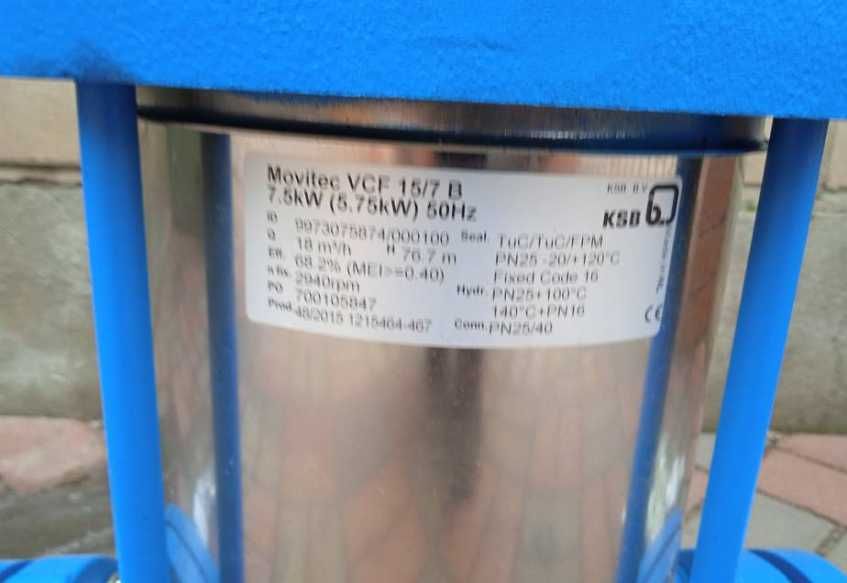 Movitec VCF 15/7 B
7.5kW (5.75kW) 50Hz
ID 9973075874/000100
Q 18 m³/h H 76.7 m
Eff. 68.2% (MEI>=0.40)
n fix. 2940rpm
PO 700105847
Prod. 48/2015 1215464-467
KSB B.V.
KSB
Seal. TuC/TuC/FPM
PN25 -20/+120°C
Fixed Code 16
Hydr. PN25+100°C
140°C+PN16
Conn. PN25/40
CE